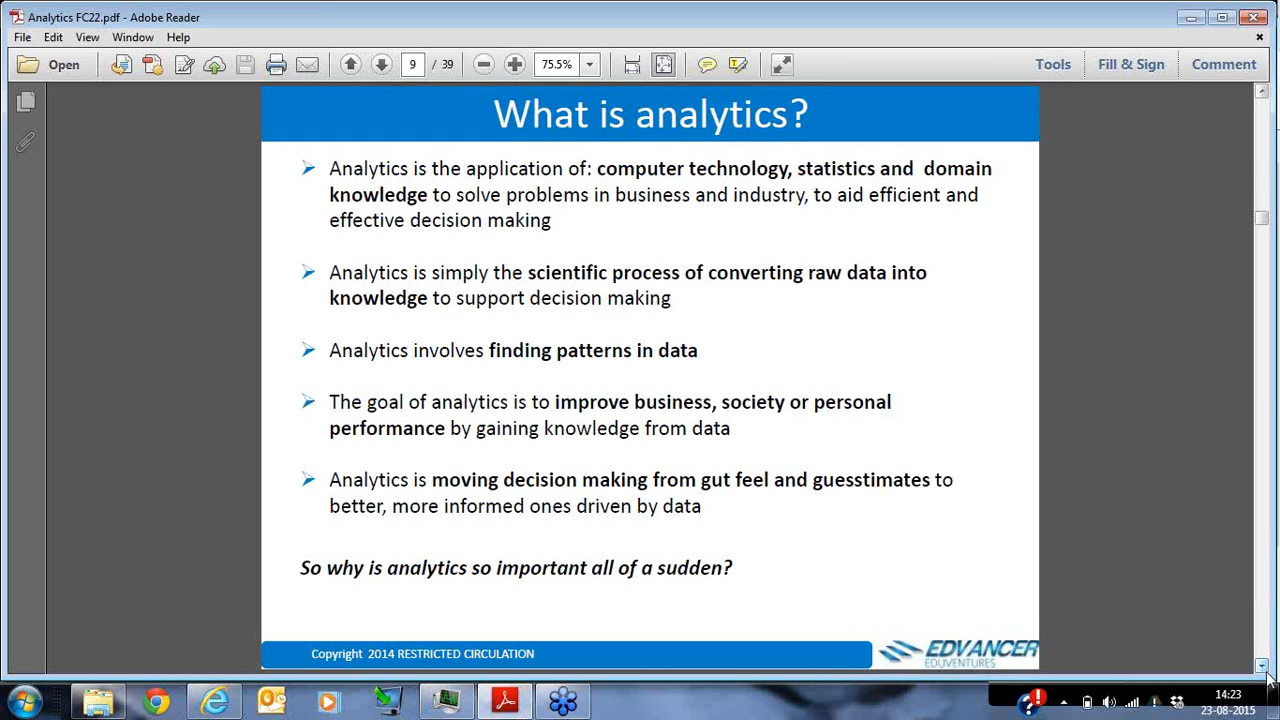 Analytics FC22.pdf - Adobe Reader
File Edit View Window Help
Open 9 / 39 75.5% Tools Fill & Sign Comment
What is analytics?
Analytics is the application of: computer technology, statistics and domain
knowledge to solve problems in business and industry, to aid efficient and
effective decision making
Analytics is simply the scientific process of converting raw data into
knowledge to support decision making
Analytics involves finding patterns in data
The goal of analytics is to improve business, society or personal
performance by gaining knowledge from data
Analytics is moving decision making from gut feel and guesstimates to
better, more informed ones driven by data
So why is analytics so important all of a sudden?
Copyright 2014 RESTRICTED CIRCULATION
EDVANCER
EDUVENTURES
14:23
23-08-2015